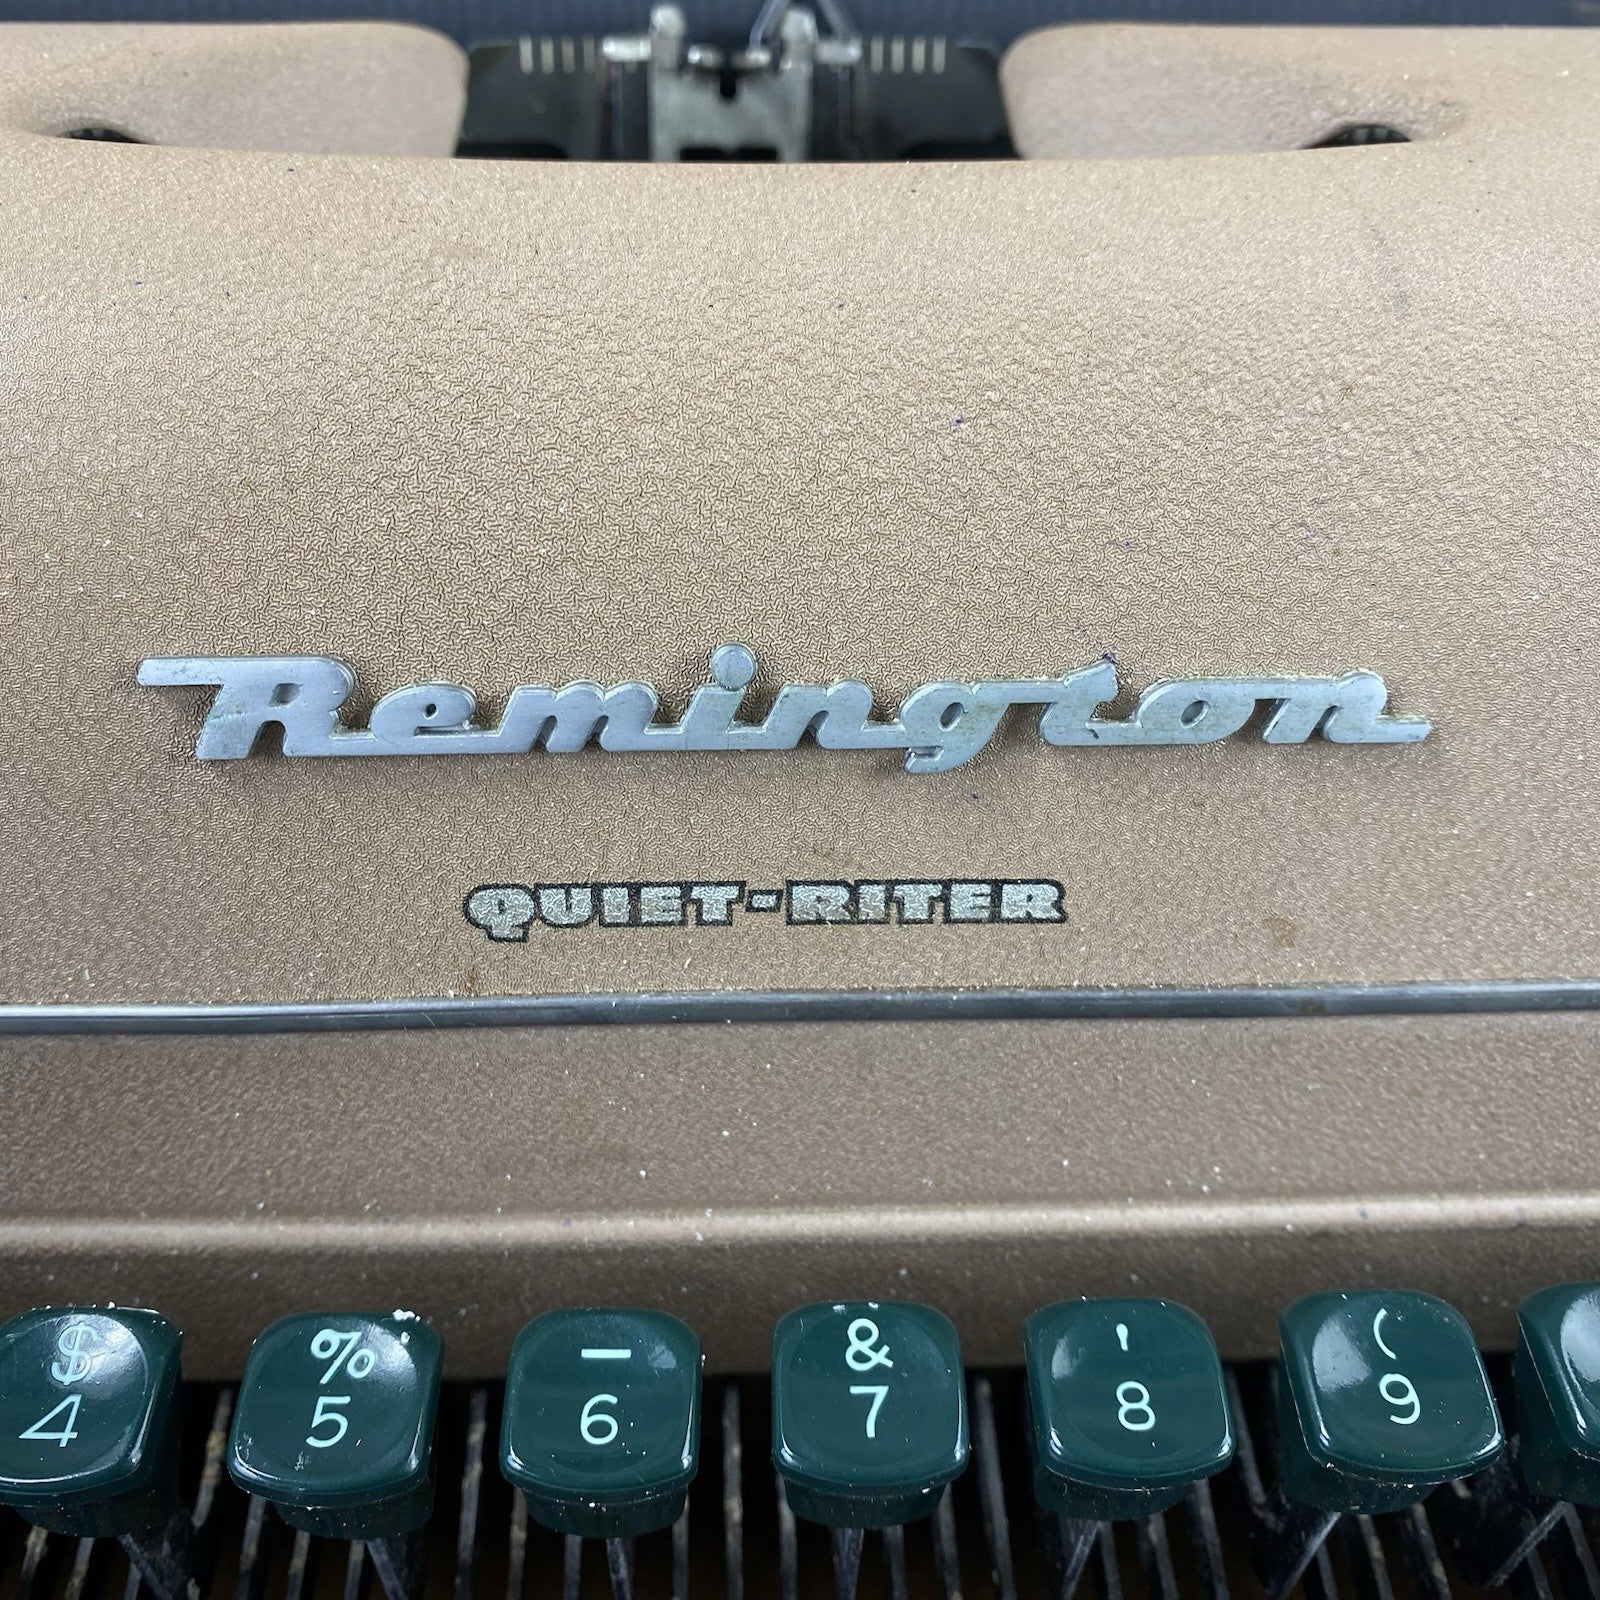 Remington
QUIET-RITER
$ % _ & ' (
4 5 6 7 8 9